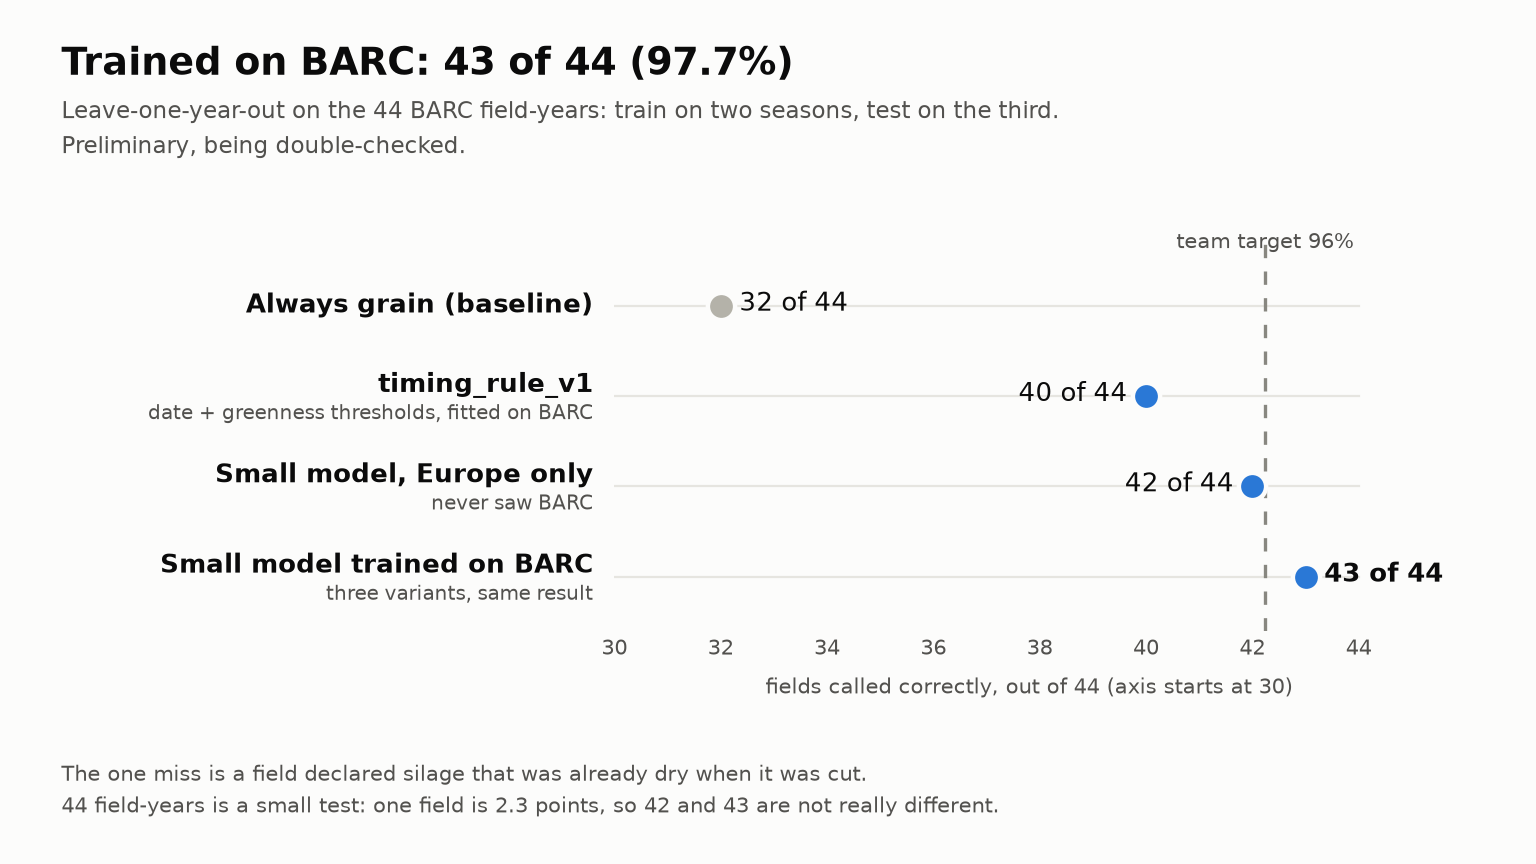 Trained on BARC: 43 of 44 (97.7%)
Leave-one-year-out on the 44 BARC field-years: train on two seasons, test on the third.
Preliminary, being double-checked.
team target 96%
Always grain (baseline)
32 of 44
timing_rule_v1
date + greenness thresholds, fitted on BARC
40 of 44
Small model, Europe only
never saw BARC
42 of 44
Small model trained on BARC
three variants, same result
43 of 44
30 32 34 36 38 40 42 44
fields called correctly, out of 44 (axis starts at 30)
The one miss is a field declared silage that was already dry when it was cut.
44 field-years is a small test: one field is 2.3 points, so 42 and 43 are not really different.